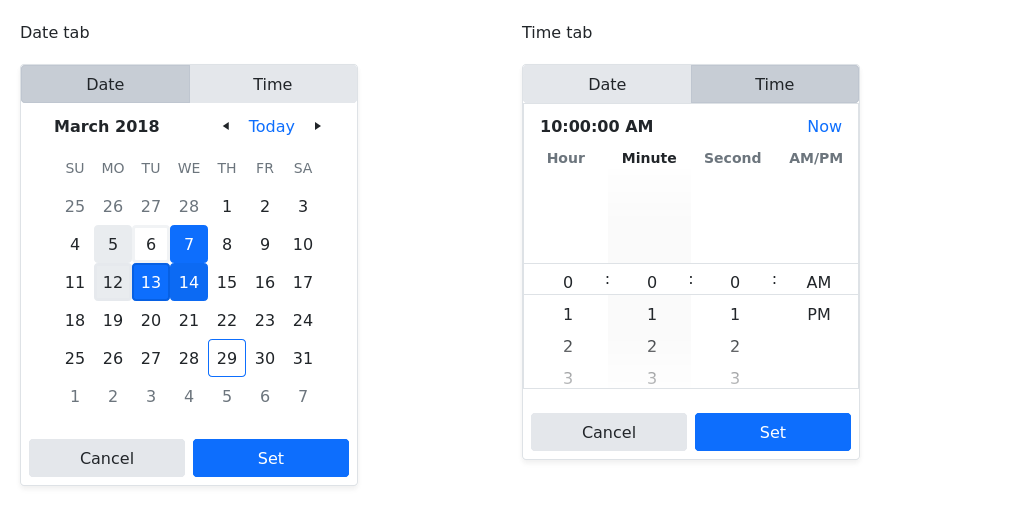 Date tab
Date Time
March 2018 ◄ Today ►
SU MO TU WE TH FR SA
25 26 27 28 1 2 3
4 5 6 7 8 9 10
11 12 13 14 15 16 17
18 19 20 21 22 23 24
25 26 27 28 29 30 31
1 2 3 4 5 6 7
Cancel Set
Time tab
Date Time
10:00:00 AM Now
Hour Minute Second AM/PM
0 : 0 : 0 : AM
1 1 1 PM
2 2 2
3 3 3
Cancel Set